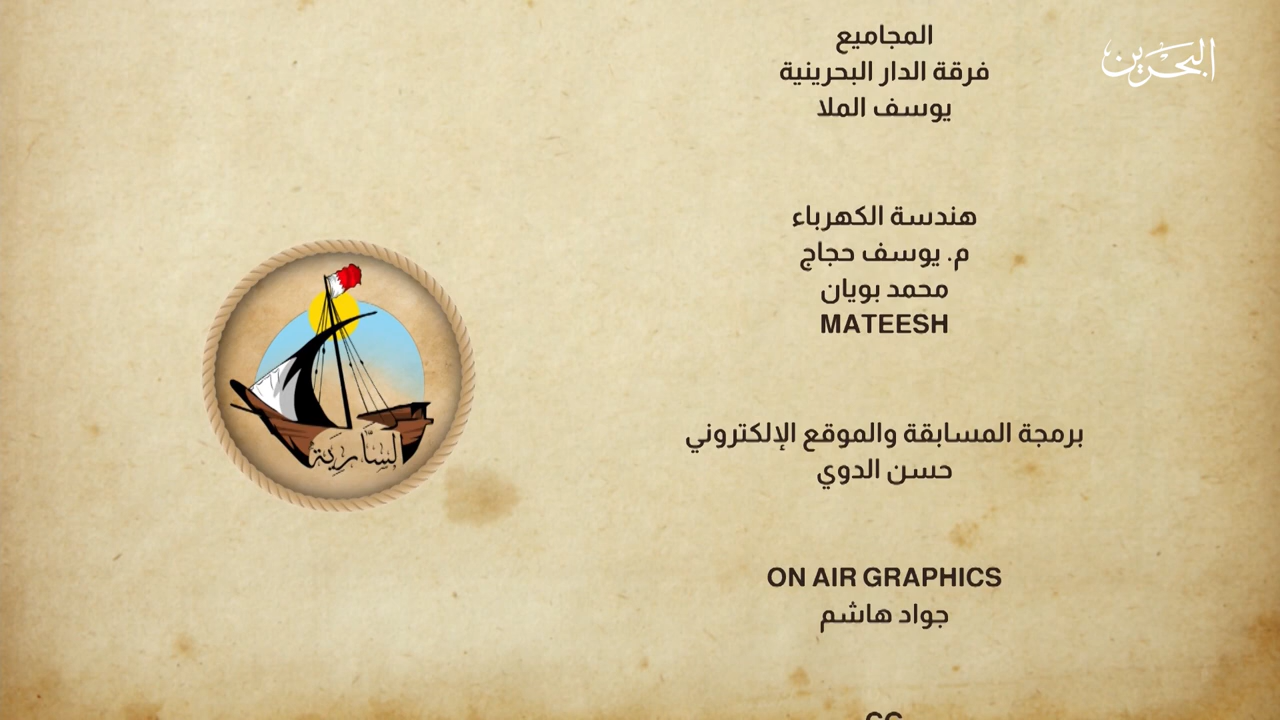 المجاميع
البحرين
فرقة الدار البحرينية
يوسف الملا
هندسة الكهرباء
م. يوسف حجاج
محمد بويان
MATEESH
برمجة المسابقة والموقع الإلكتروني
حسن الدوي
السارية
ON AIR GRAPHICS
جواد هاشم